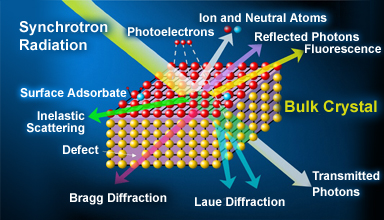 Synchrotron
Radiation
Photoelectrons
Ion and Neutral Atoms
Reflected Photons
Fluorescence
Surface Adsorbate
Bulk Crystal
Inelastic
Scattering
Defect
Bragg Diffraction
Laue Diffraction
Transmitted
Photons